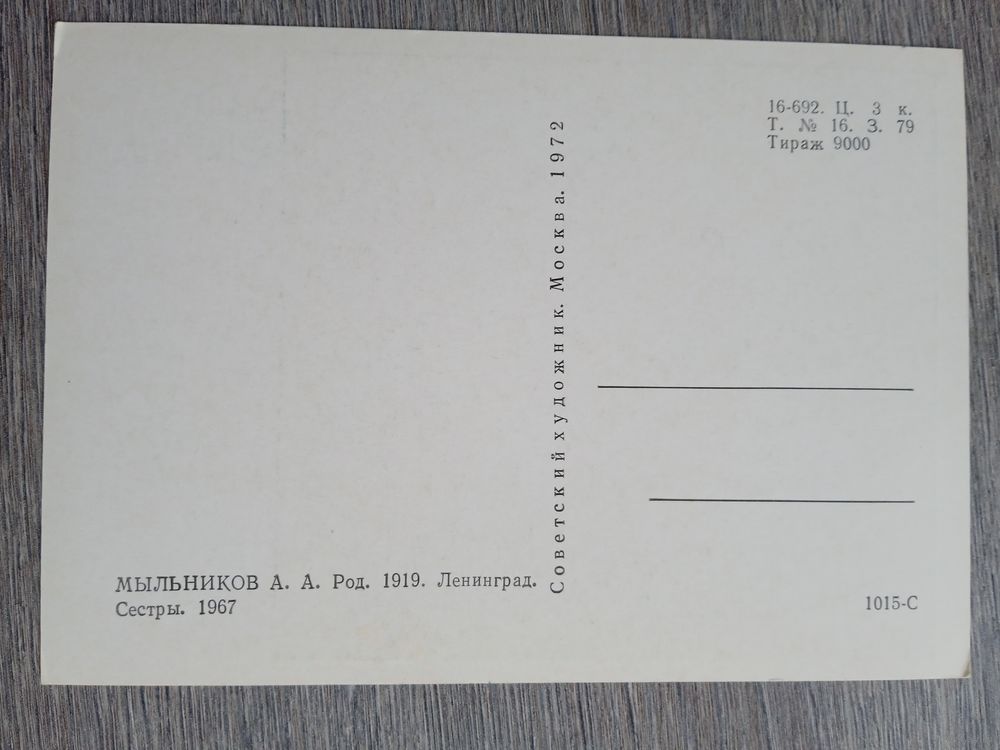 16-692. Ц. 3 к.
Т. № 16. З. 79
Тираж 9000
Советский художник. Москва. 1972
МЫЛЬНИКОВ А. А. Род. 1919. Ленинград.
Сестры. 1967
1015-С